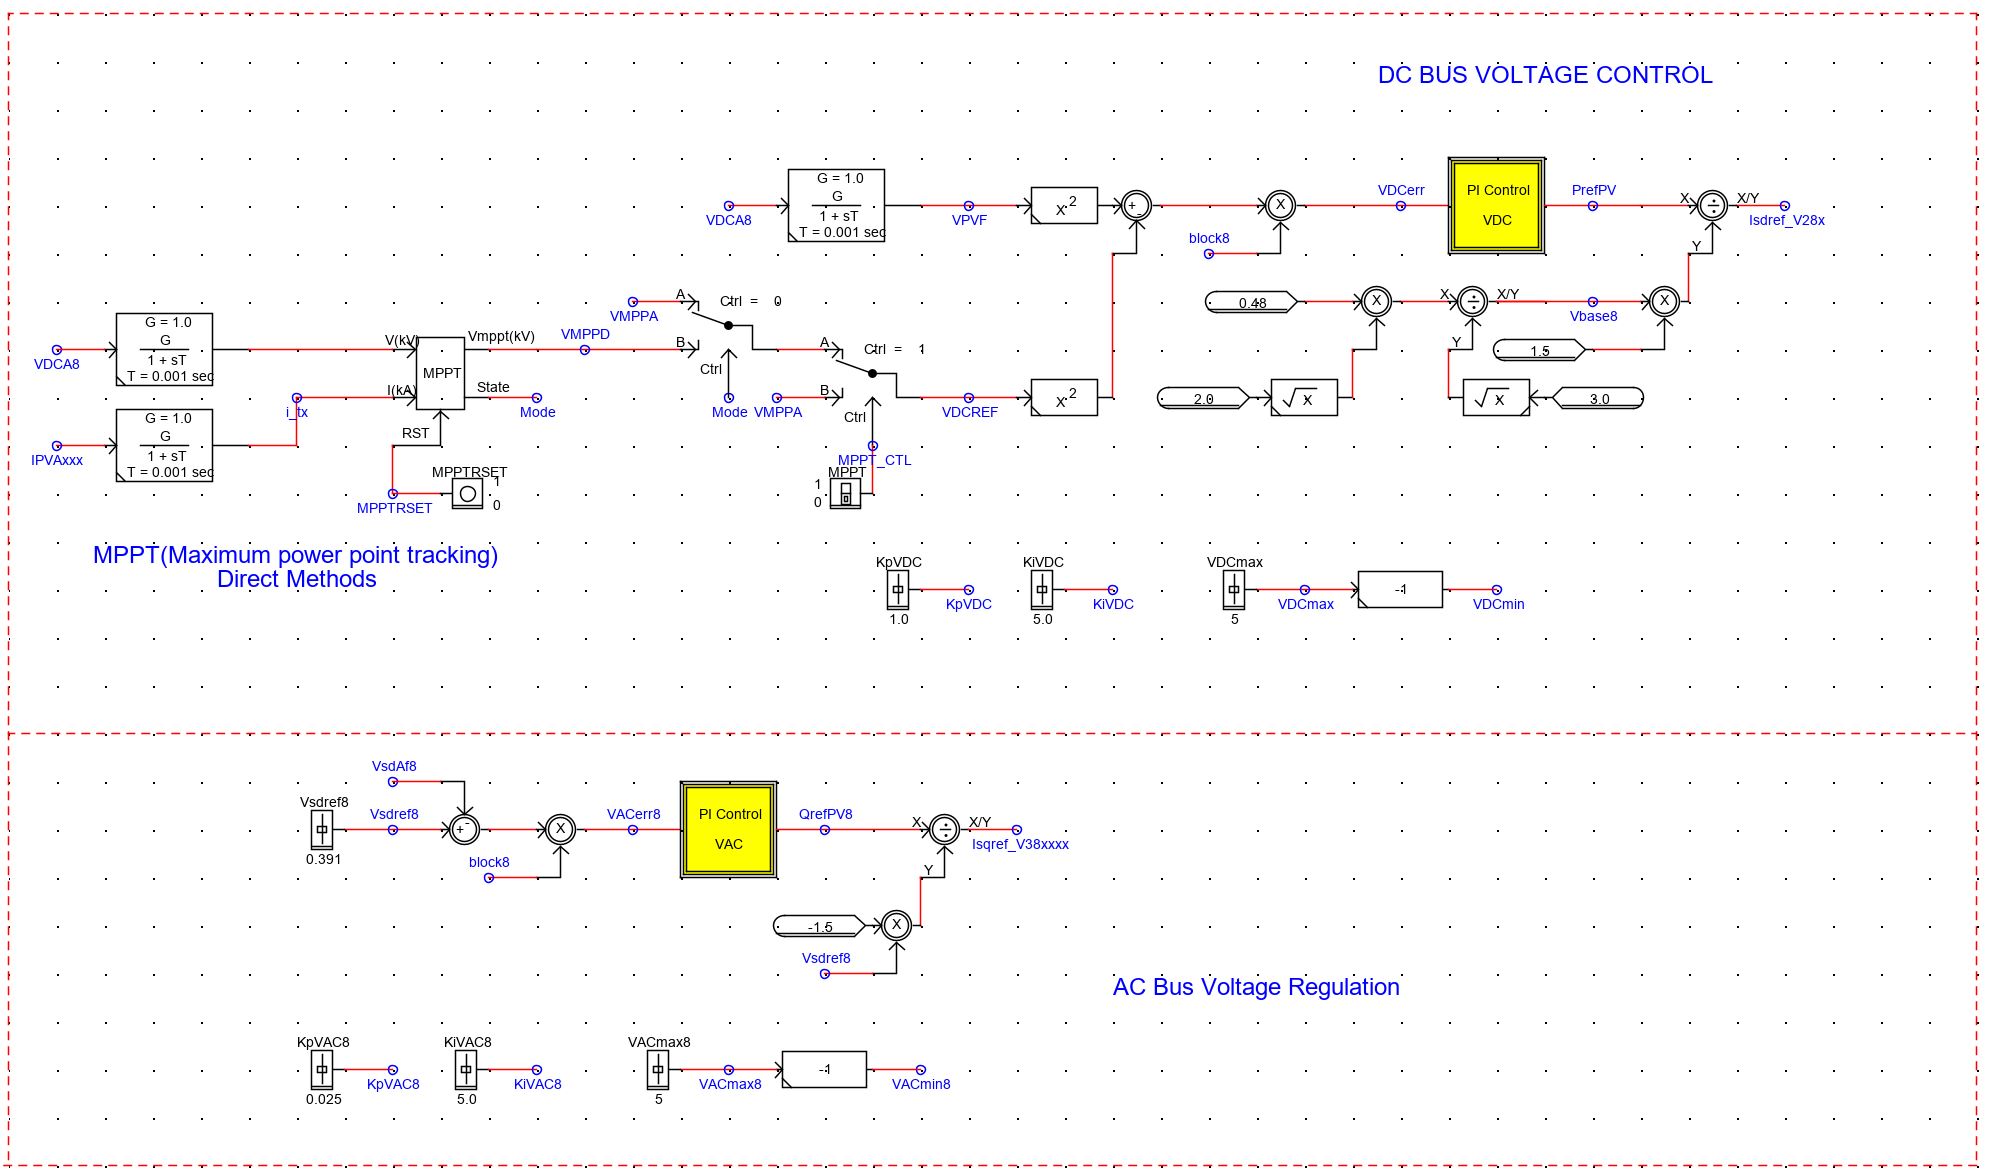 DC BUS VOLTAGE CONTROL
G = 1.0
G
1 + sT
T = 0.001 sec
VDCA8
VPVF
X 2
+
-
X
block8
VDCerr
PI Control
VDC
PrefPV
X
÷
X/Y
Y
Isdref_V28x
0.48
X
X
÷
X/Y
Y
Vbase8
X
1.5
2.0
√ X
√ X
3.0
G = 1.0
G
1 + sT
T = 0.001 sec
VDCA8
G = 1.0
G
1 + sT
T = 0.001 sec
IPVAxxx
i_tx
V(kV)
I(kA)
MPPT
Vmppt(kV)
State
RST
Mode
MPPTRSET
1
0
MPPTRSET
VMPPD
VMPPA
A
B
Ctrl = 0
Ctrl
Mode
VMPPA
A
B
Ctrl = 1
Ctrl
MPPT_CTL
MPPT
1
0
VDCREF
X 2
MPPT(Maximum power point tracking)
Direct Methods
KpVDC
1.0
KpVDC
KiVDC
5.0
KiVDC
VDCmax
5
VDCmax
-1
VDCmin
VsdAf8
Vsdref8
0.391
Vsdref8
+
-
X
block8
VACerr8
PI Control
VAC
QrefPV8
X
÷
X/Y
Y
Isqref_V38xxxx
-1.5
X
Vsdref8
AC Bus Voltage Regulation
KpVAC8
0.025
KpVAC8
KiVAC8
5.0
KiVAC8
VACmax8
5
VACmax8
-1
VACmin8